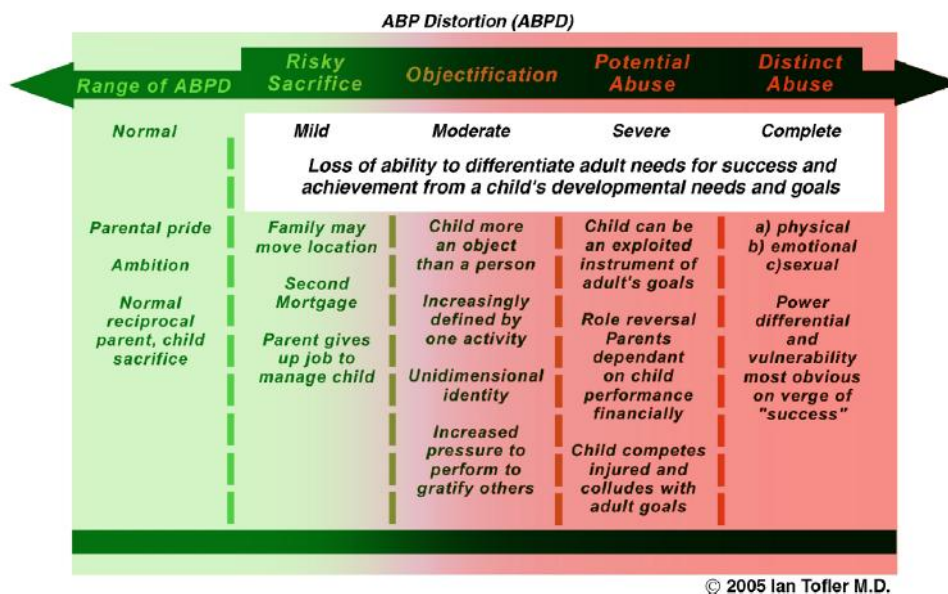 ABP Distortion (ABPD)
Range of ABPD
Risky
Sacrifice
Objectification
Potential
Abuse
Distinct
Abuse
Normal
Mild
Moderate
Severe
Complete
Loss of ability to differentiate adult needs for success and
achievement from a child's developmental needs and goals
Parental pride
Ambition
Normal
reciprocal
parent, child
sacrifice
Family may
move location
Second
Mortgage
Parent gives
up job to
manage child
Child more
an object
than a person
Increasingly
defined by
one activity
Unidimensional
identity
Increased
pressure to
perform to
gratify others
Child can be
an exploited
instrument of
adult's goals
Role reversal
Parents
dependant
on child
performance
financially
Child competes
injured and
colludes with
adult goals
a) physical
b) emotional
c)sexual
Power
differential
and
vulnerability
most obvious
on verge of
"success"
© 2005 Ian Tofler M.D.